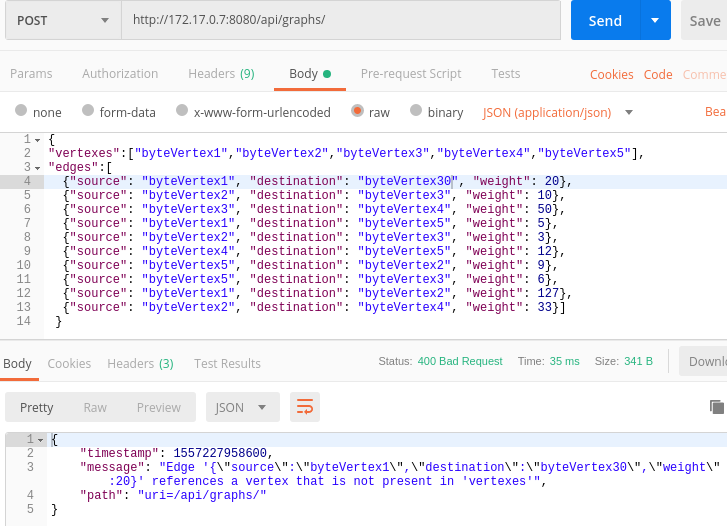 POST http://172.17.0.7:8080/api/graphs/ Send Save
Params Authorization Headers (9) Body Pre-request Script Tests Cookies Code Comme
none form-data x-www-form-urlencoded raw binary JSON (application/json) Bea
1 {
2 "vertexes":["byteVertex1","byteVertex2","byteVertex3","byteVertex4","byteVertex5"],
3 "edges":[
4 {"source": "byteVertex1", "destination": "byteVertex30", "weight": 20},
5 {"source": "byteVertex2", "destination": "byteVertex3", "weight": 10},
6 {"source": "byteVertex3", "destination": "byteVertex4", "weight": 50},
7 {"source": "byteVertex1", "destination": "byteVertex5", "weight": 5},
8 {"source": "byteVertex2", "destination": "byteVertex3", "weight": 3},
9 {"source": "byteVertex4", "destination": "byteVertex5", "weight": 12},
10 {"source": "byteVertex5", "destination": "byteVertex2", "weight": 9},
11 {"source": "byteVertex5", "destination": "byteVertex3", "weight": 6},
12 {"source": "byteVertex1", "destination": "byteVertex2", "weight": 127},
13 {"source": "byteVertex2", "destination": "byteVertex4", "weight": 33}]
14 }
Body Cookies Headers (3) Test Results Status: 400 Bad Request Time: 35 ms Size: 341 B Downlo
Pretty Raw Preview JSON
1 {
2 "timestamp": 1557227958600,
3 "message": "Edge '{\"source\":\"byteVertex1\",\"destination\":\"byteVertex30\",\"weight\"
:20}' references a vertex that is not present in 'vertexes'",
4 "path": "uri=/api/graphs/"
5 }